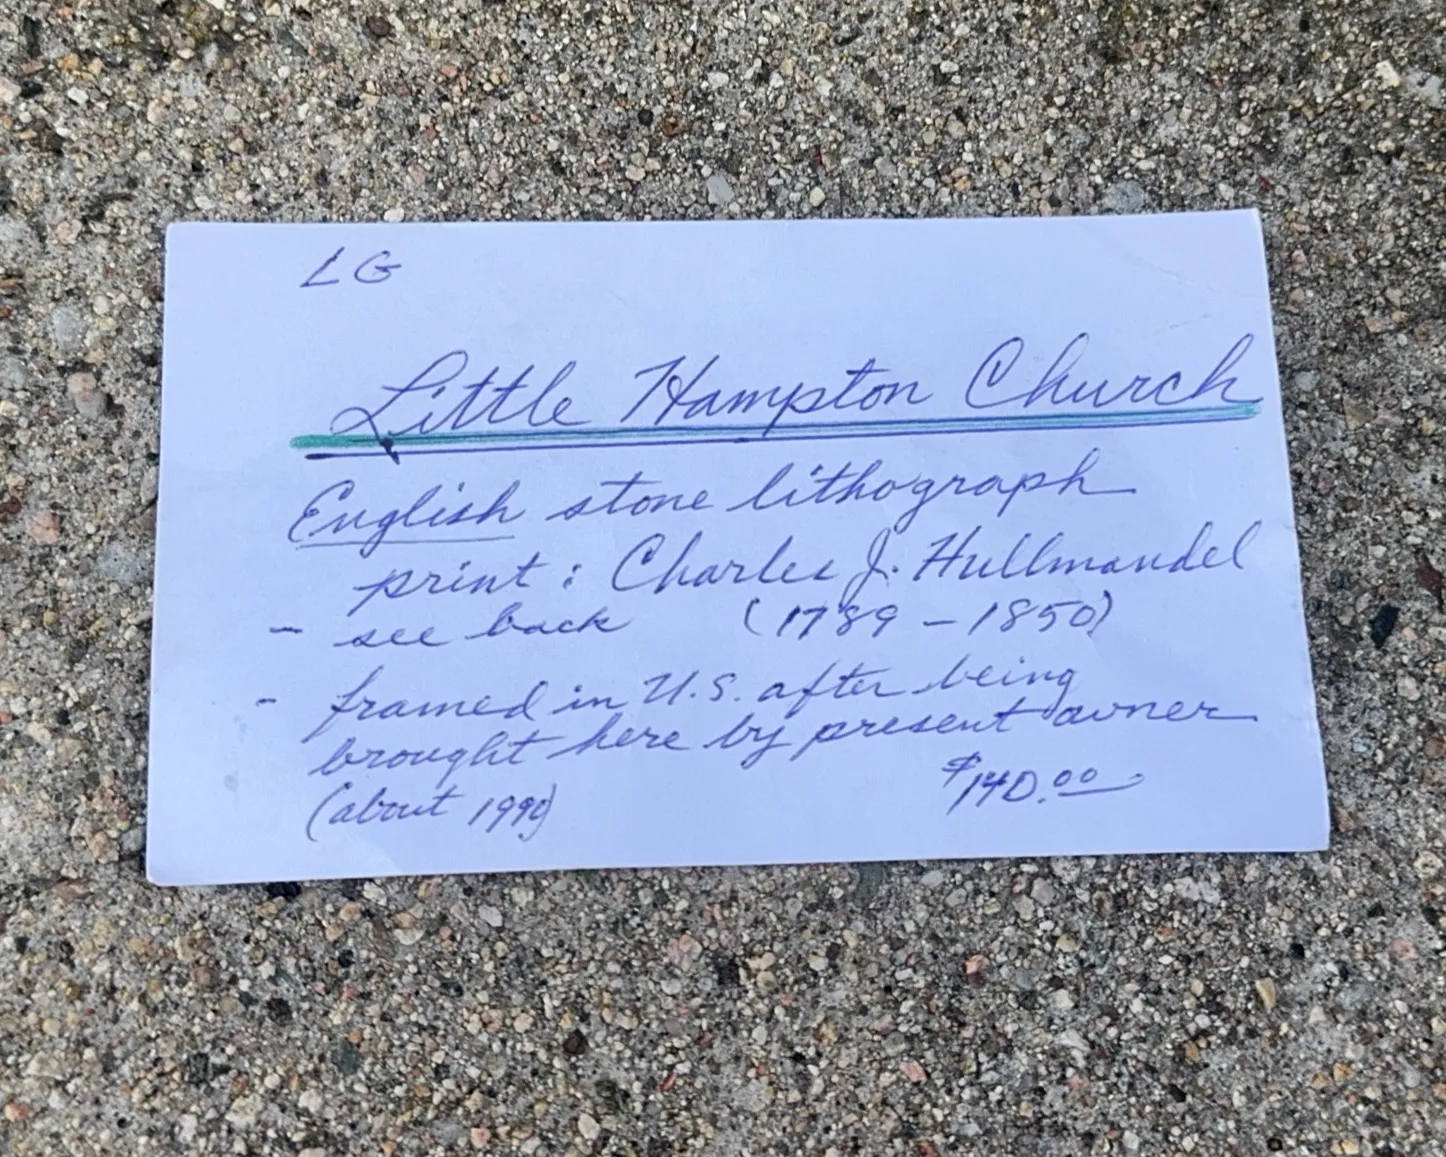 LG
Little Hampton Church
English stone lithograph
print : Charles J. Hullmandel
- see back (1789 - 1850)
- framed in U.S. after being
brought here by present owner
(about 1990) $140.00